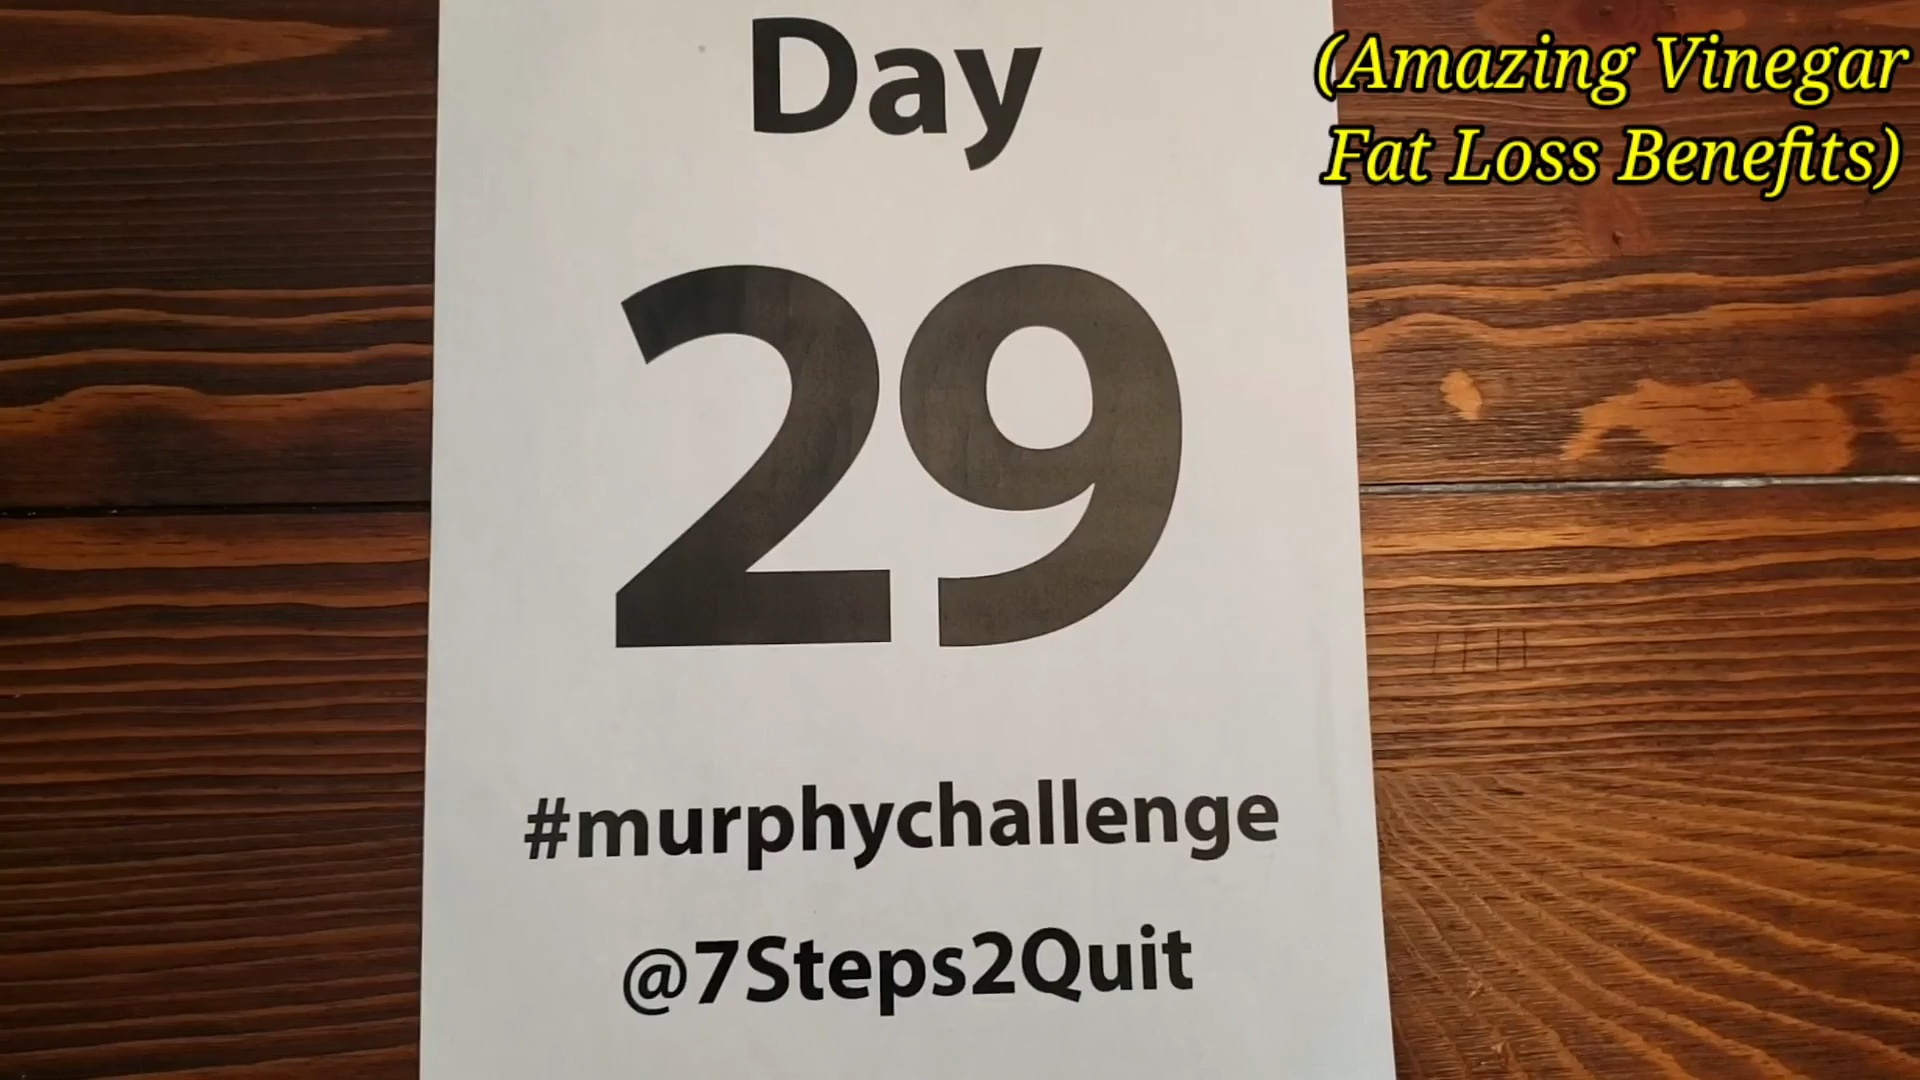 Day
29
#murphychallenge
@7Steps2Quit
(Amazing Vinegar
Fat Loss Benefits)